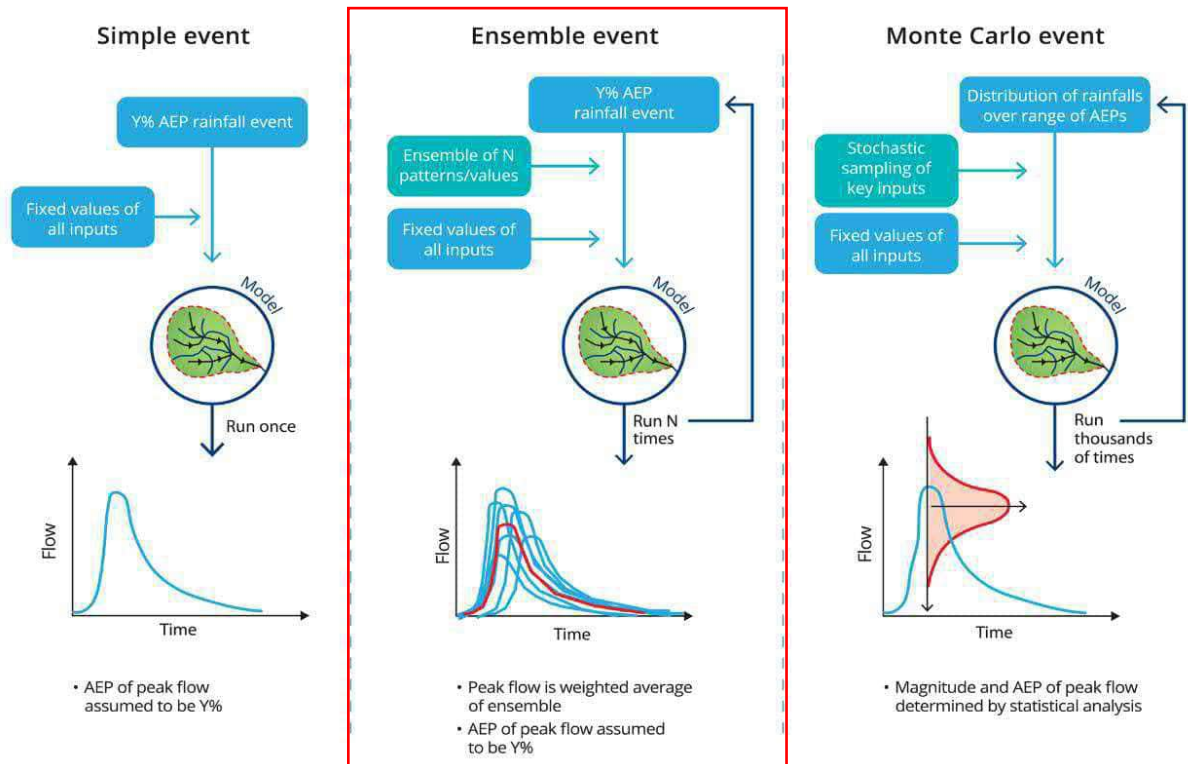 Simple event
Y% AEP rainfall event
Fixed values of
all inputs
Model
Run once
Flow
Time
• AEP of peak flow
assumed to be Y%
Ensemble event
Y% AEP
rainfall event
Ensemble of N
patterns/values
Fixed values of
all inputs
Model
Run N
times
Flow
Time
• Peak flow is weighted average
of ensemble
• AEP of peak flow assumed
to be Y%
Monte Carlo event
Distribution of rainfalls
over range of AEPs
Stochastic
sampling of
key inputs
Fixed values of
all inputs
Model
Run
thousands
of times
Flow
Time
• Magnitude and AEP of peak flow
determined by statistical analysis